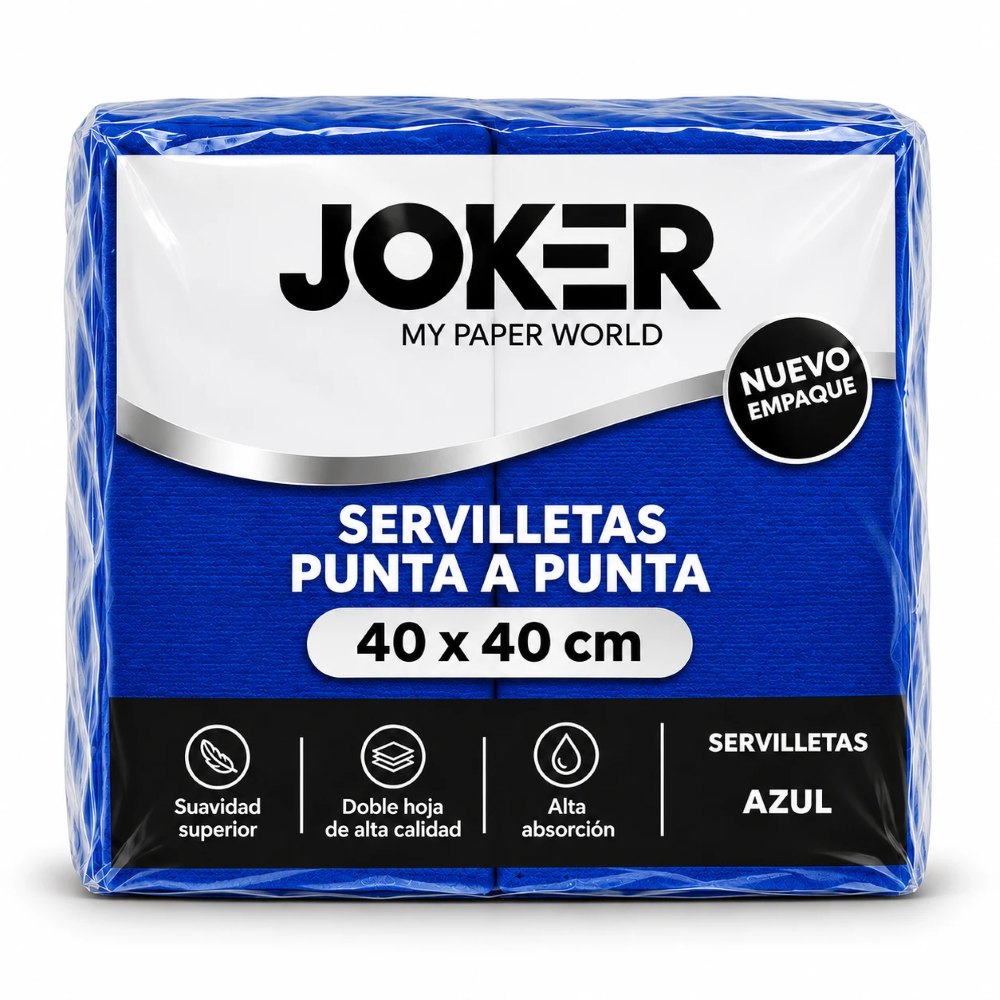 JOKER
MY PAPER WORLD
NUEVO
EMPAQUE
SERVILLETAS
PUNTA A PUNTA
40 x 40 cm
Suavidad
superior
Doble hoja
de alta calidad
Alta
absorción
SERVILLETAS
AZUL